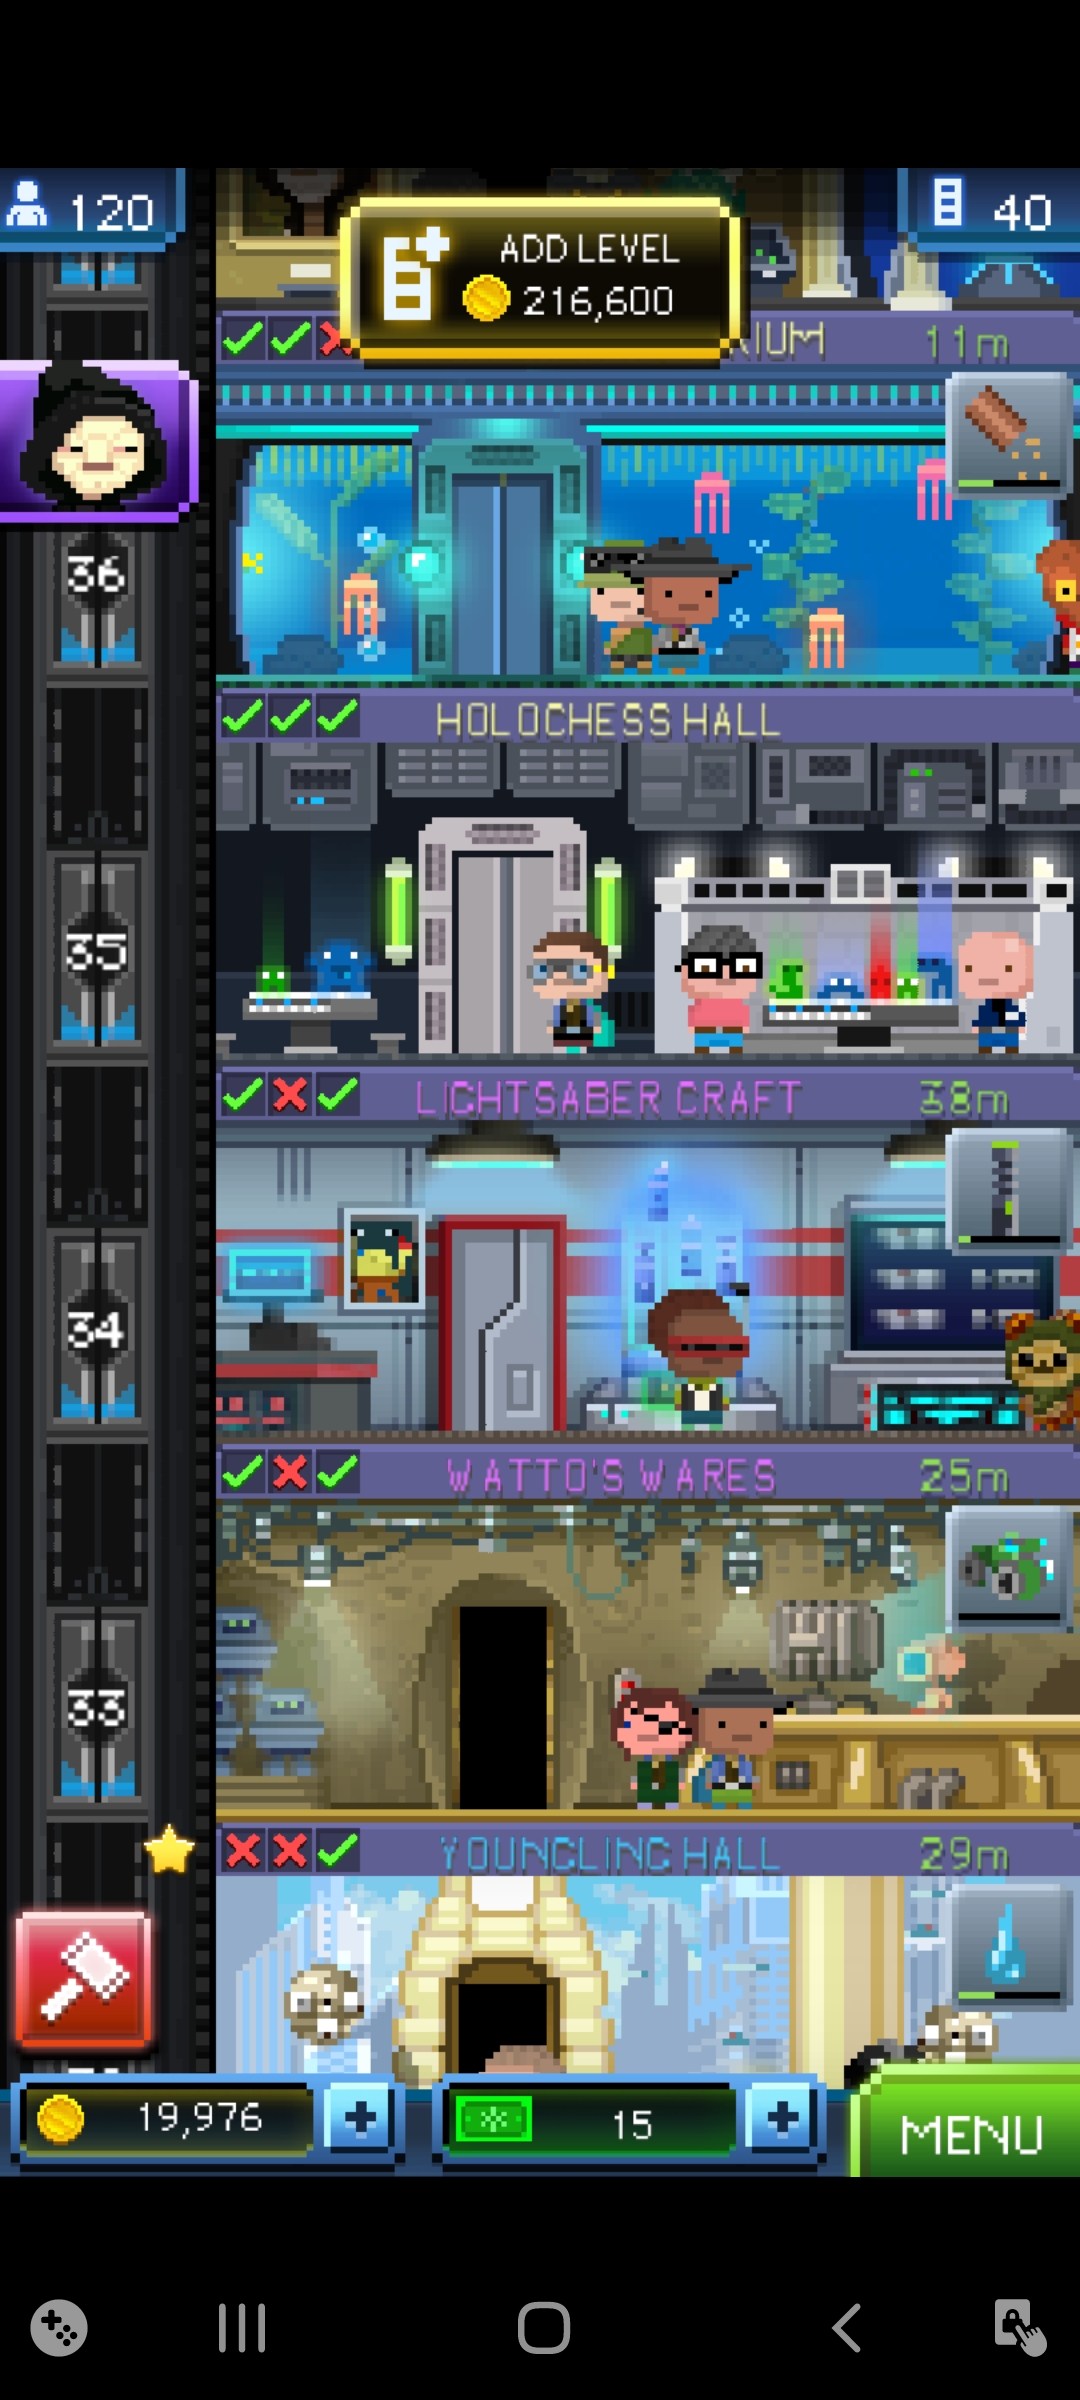 120
ADD LEVEL
216,600
40
RIUM 11m
36
HOLOCHESS HALL
35
LIGHTSABER CRAFT 38m
34
WATTO'S WARES 25m
33
YOUNGLING HALL 29m
19,976
15
MENU